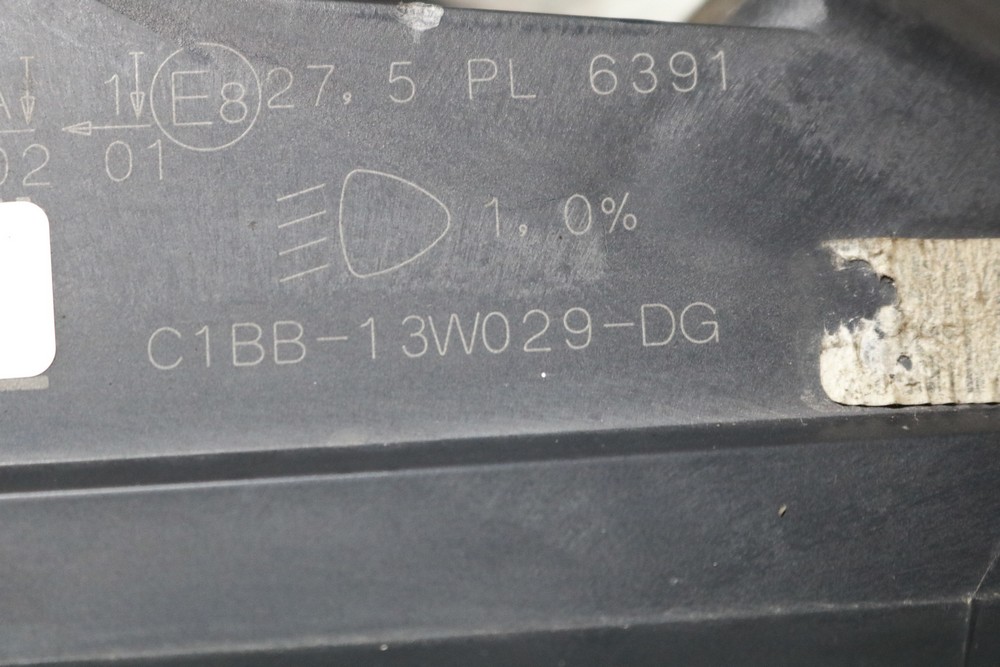 A 1 E8 27, 5 PL 6391
02 01
1, 0%
C1BB-13W029-DG